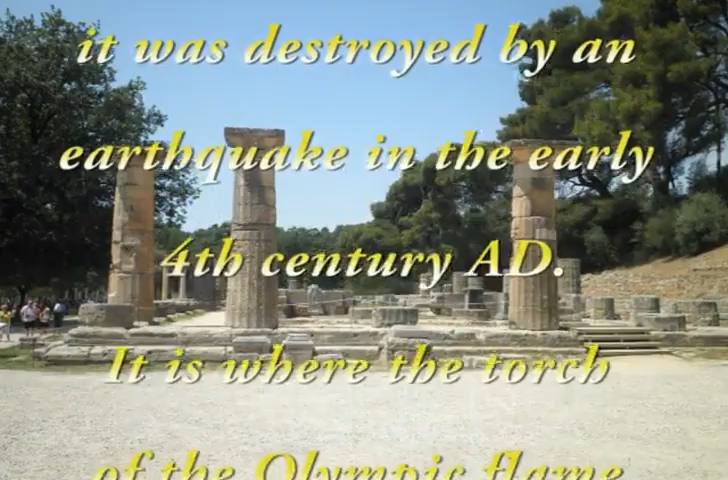 it was destroyed by an
earthquake in the early
4th century AD.
It is where the torch
of the Olympic flame